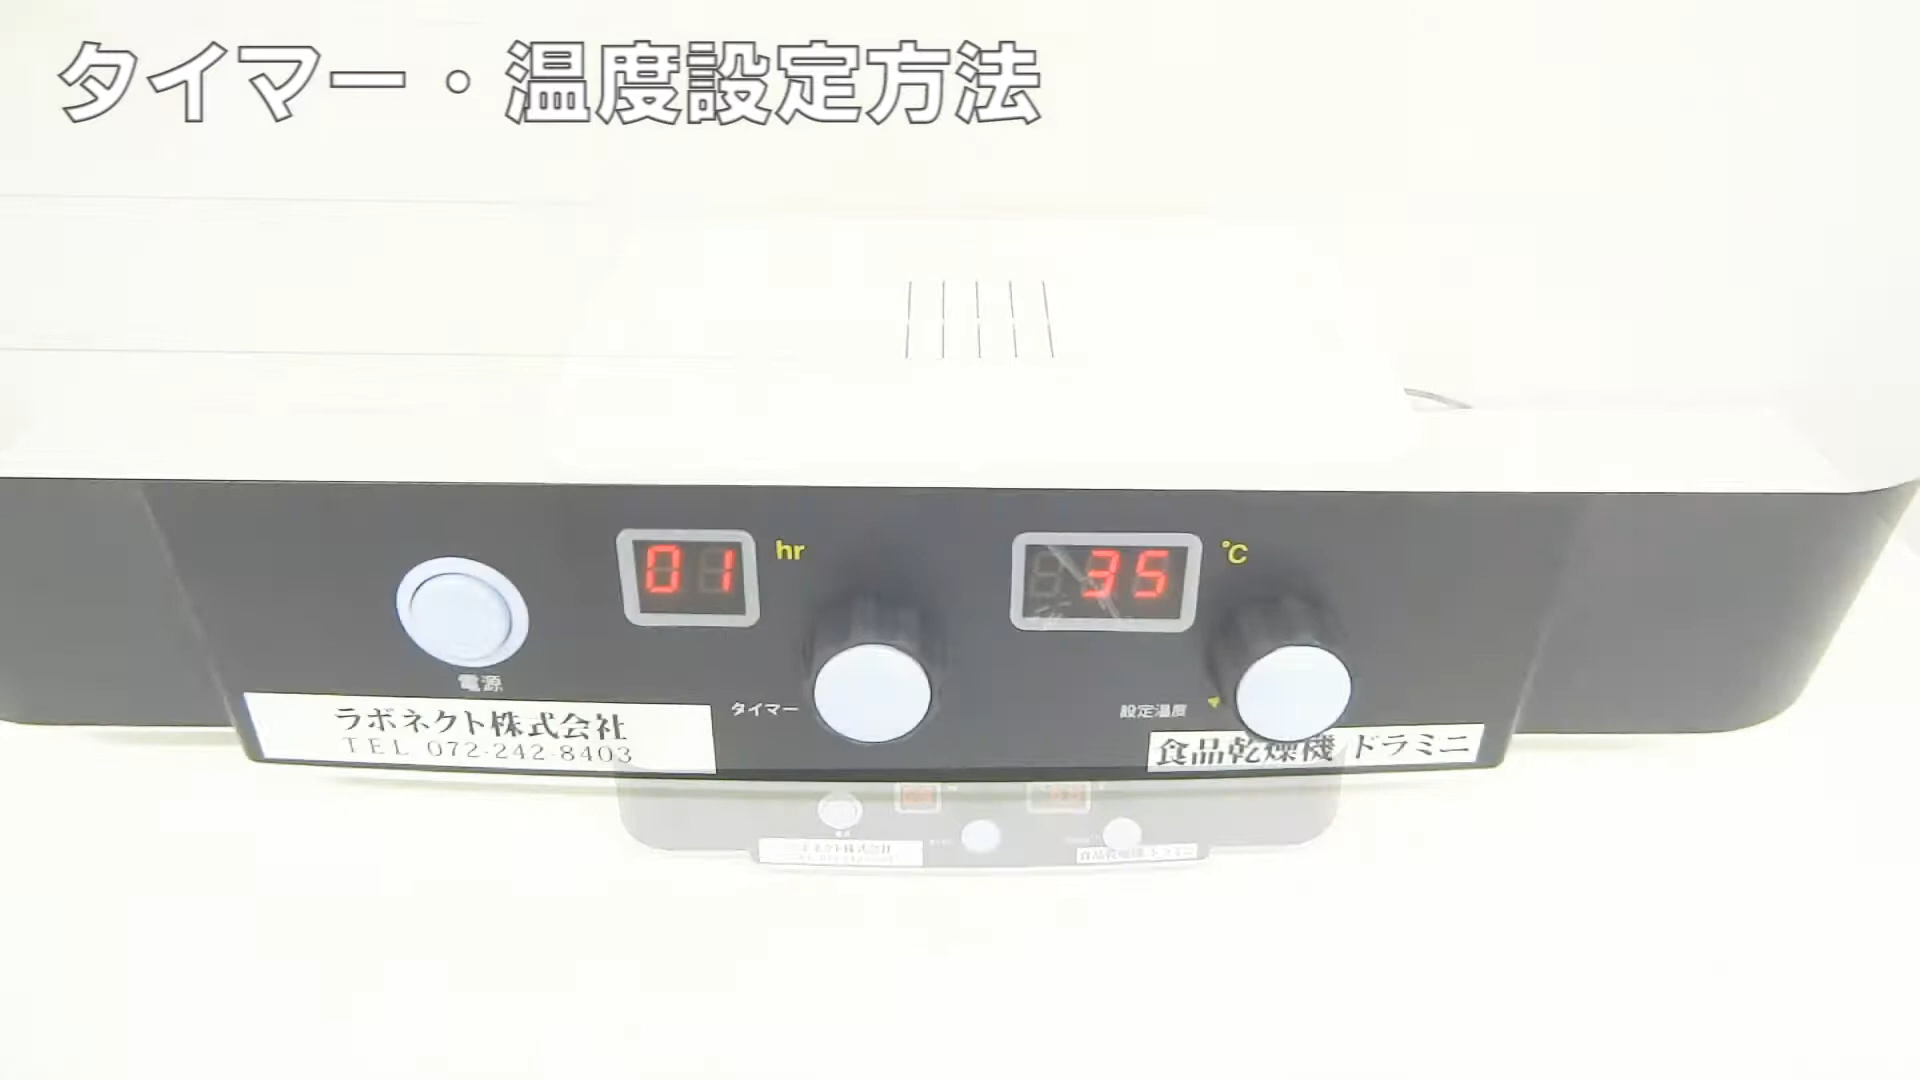 タイマー・温度設定方法
01 hr
35 ℃
電源
タイマー
設定温度
ラボネクト株式会社
TEL 072-242-8403
食品乾燥機 ドラミニ